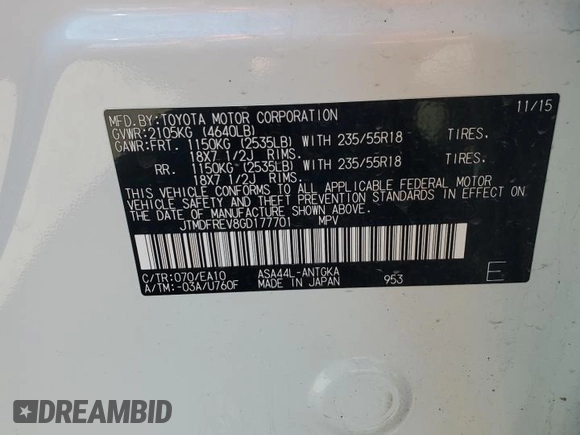 MFD.BY:TOYOTA MOTOR CORPORATION 11/15
GVWR:2105KG (4640LB)
GAWR:FRT. 1150KG (2535LB) WITH 235/55R18 TIRES.
18X7 1/2J RIMS.
RR. 1150KG (2535LB) WITH 235/55R18 TIRES.
18X7 1/2J RIMS.
THIS VEHICLE CONFORMS TO ALL APPLICABLE FEDERAL MOTOR
VEHICLE SAFETY AND THEFT PREVENTION STANDARDS IN EFFECT ON
THE DATE OF MANUFACTURE SHOWN ABOVE.
JTMDFREV8GD177701 MPV
C/TR:070/EA10 ASA44L-ANTGKA E
A/TM:-03A/U760F MADE IN JAPAN 953
DREAMBID